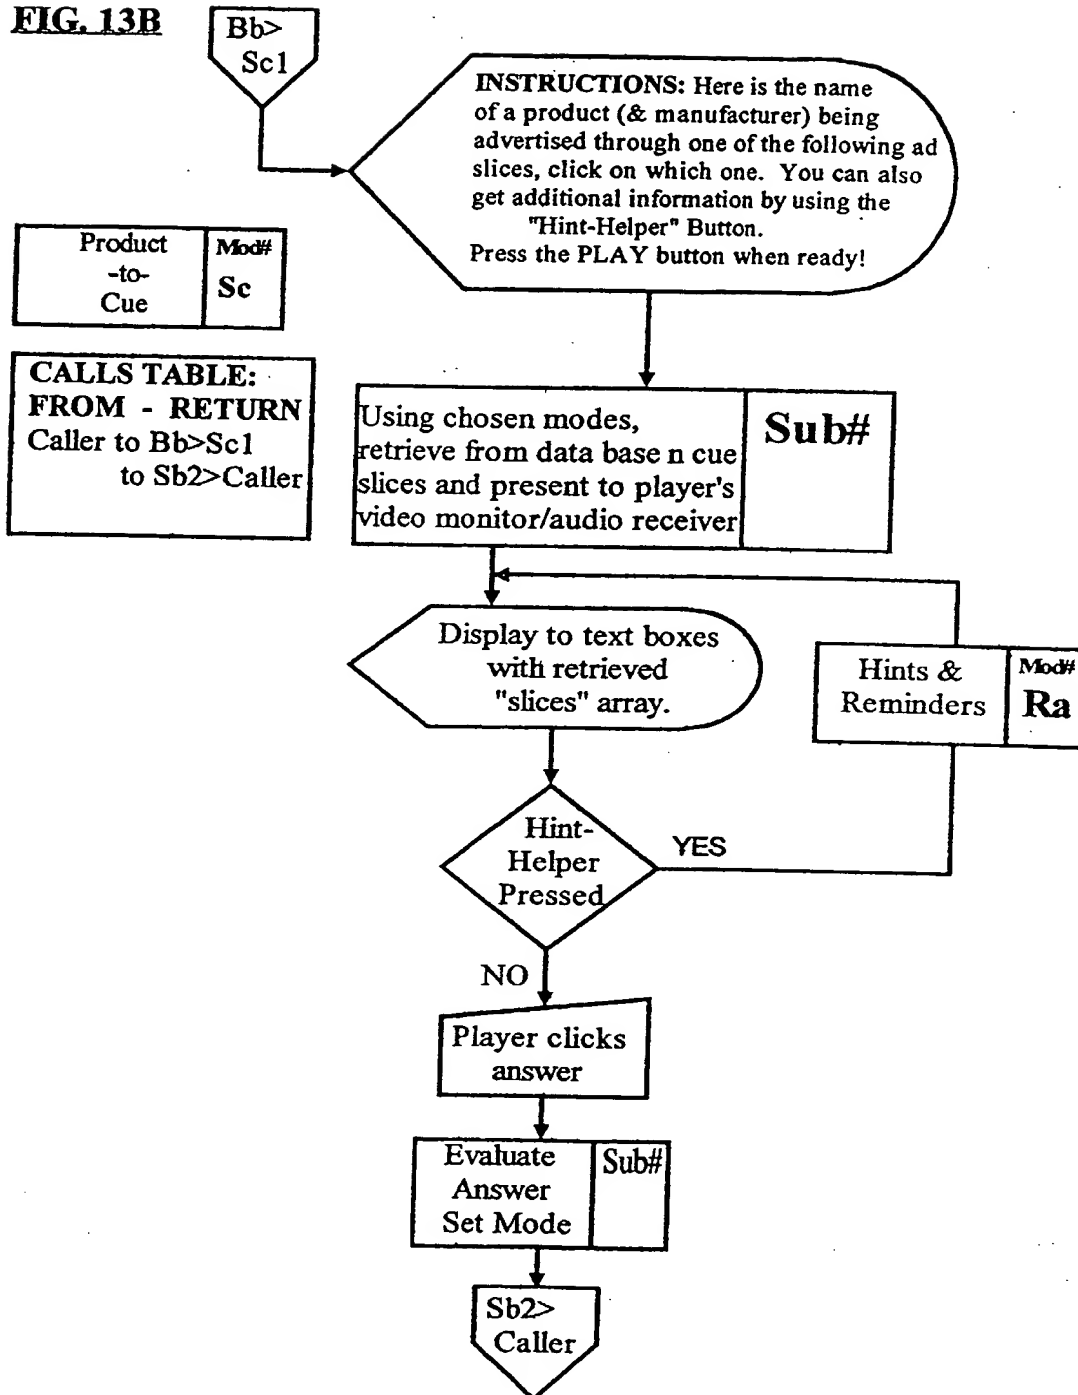 FIG. 13B
Bb>
Sc1
INSTRUCTIONS: Here is the name
of a product (& manufacturer) being
advertised through one of the following ad
slices, click on which one. You can also
get additional information by using the
"Hint-Helper" Button.
Press the PLAY button when ready!
Product
-to-
Cue
Mod#
Sc
CALLS TABLE:
FROM - RETURN
Caller to Bb>Sc1
to Sb2>Caller
Using chosen modes,
retrieve from data base n cue
slices and present to player's
video monitor/audio receiver
Sub#
Display to text boxes
with retrieved
"slices" array.
Hints &
Reminders
Mod#
Ra
Hint-
Helper
Pressed
YES
NO
Player clicks
answer
Evaluate
Answer
Set Mode
Sub#
Sb2>
Caller